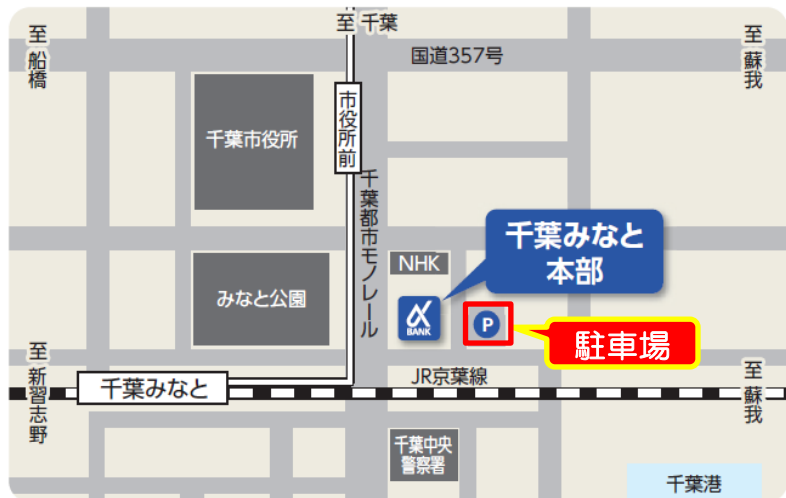 至 千葉
至船橋
国道357号
至蘇我
千葉市役所
市役所前
千葉都市モノレール
千葉みなと
本部
NHK
みなと公園
α
BANK
P
駐車場
至新習志野
千葉みなと
JR京葉線
至蘇我
千葉中央
警察署
千葉港